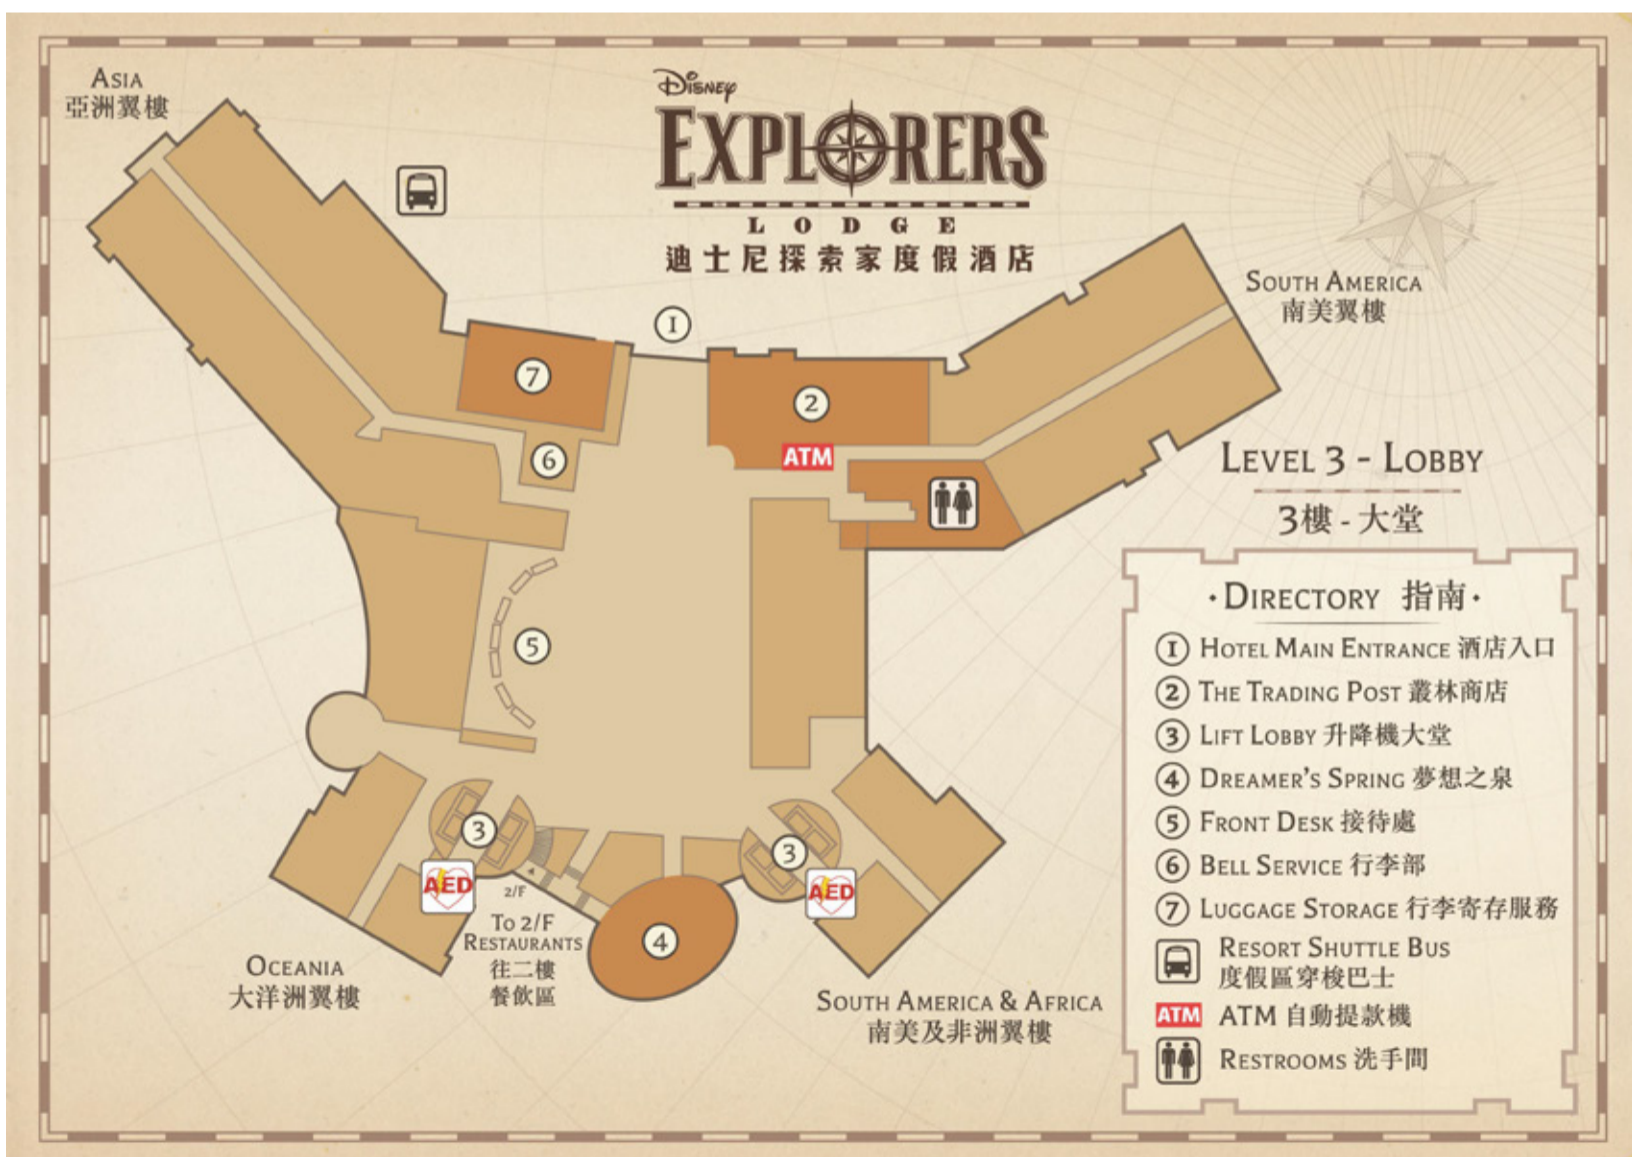 ASIA
亞洲翼樓
DISNEY
EXPLORERS
LODGE
迪士尼探索家度假酒店
1
SOUTH AMERICA
南美翼樓
7
2
6
ATM
LEVEL 3 - LOBBY
3樓 - 大堂
5
3
3
AED
AED
2/F
TO 2/F
RESTAURANTS
往二樓
餐飲區
4
OCEANIA
大洋洲翼樓
SOUTH AMERICA & AFRICA
南美及非洲翼樓
· DIRECTORY 指南 ·
1 HOTEL MAIN ENTRANCE 酒店入口
2 THE TRADING POST 叢林商店
3 LIFT LOBBY 升降機大堂
4 DREAMER'S SPRING 夢想之泉
5 FRONT DESK 接待處
6 BELL SERVICE 行李部
7 LUGGAGE STORAGE 行李寄存服務
RESORT SHUTTLE BUS
度假區穿梭巴士
ATM ATM 自動提款機
RESTROOMS 洗手間